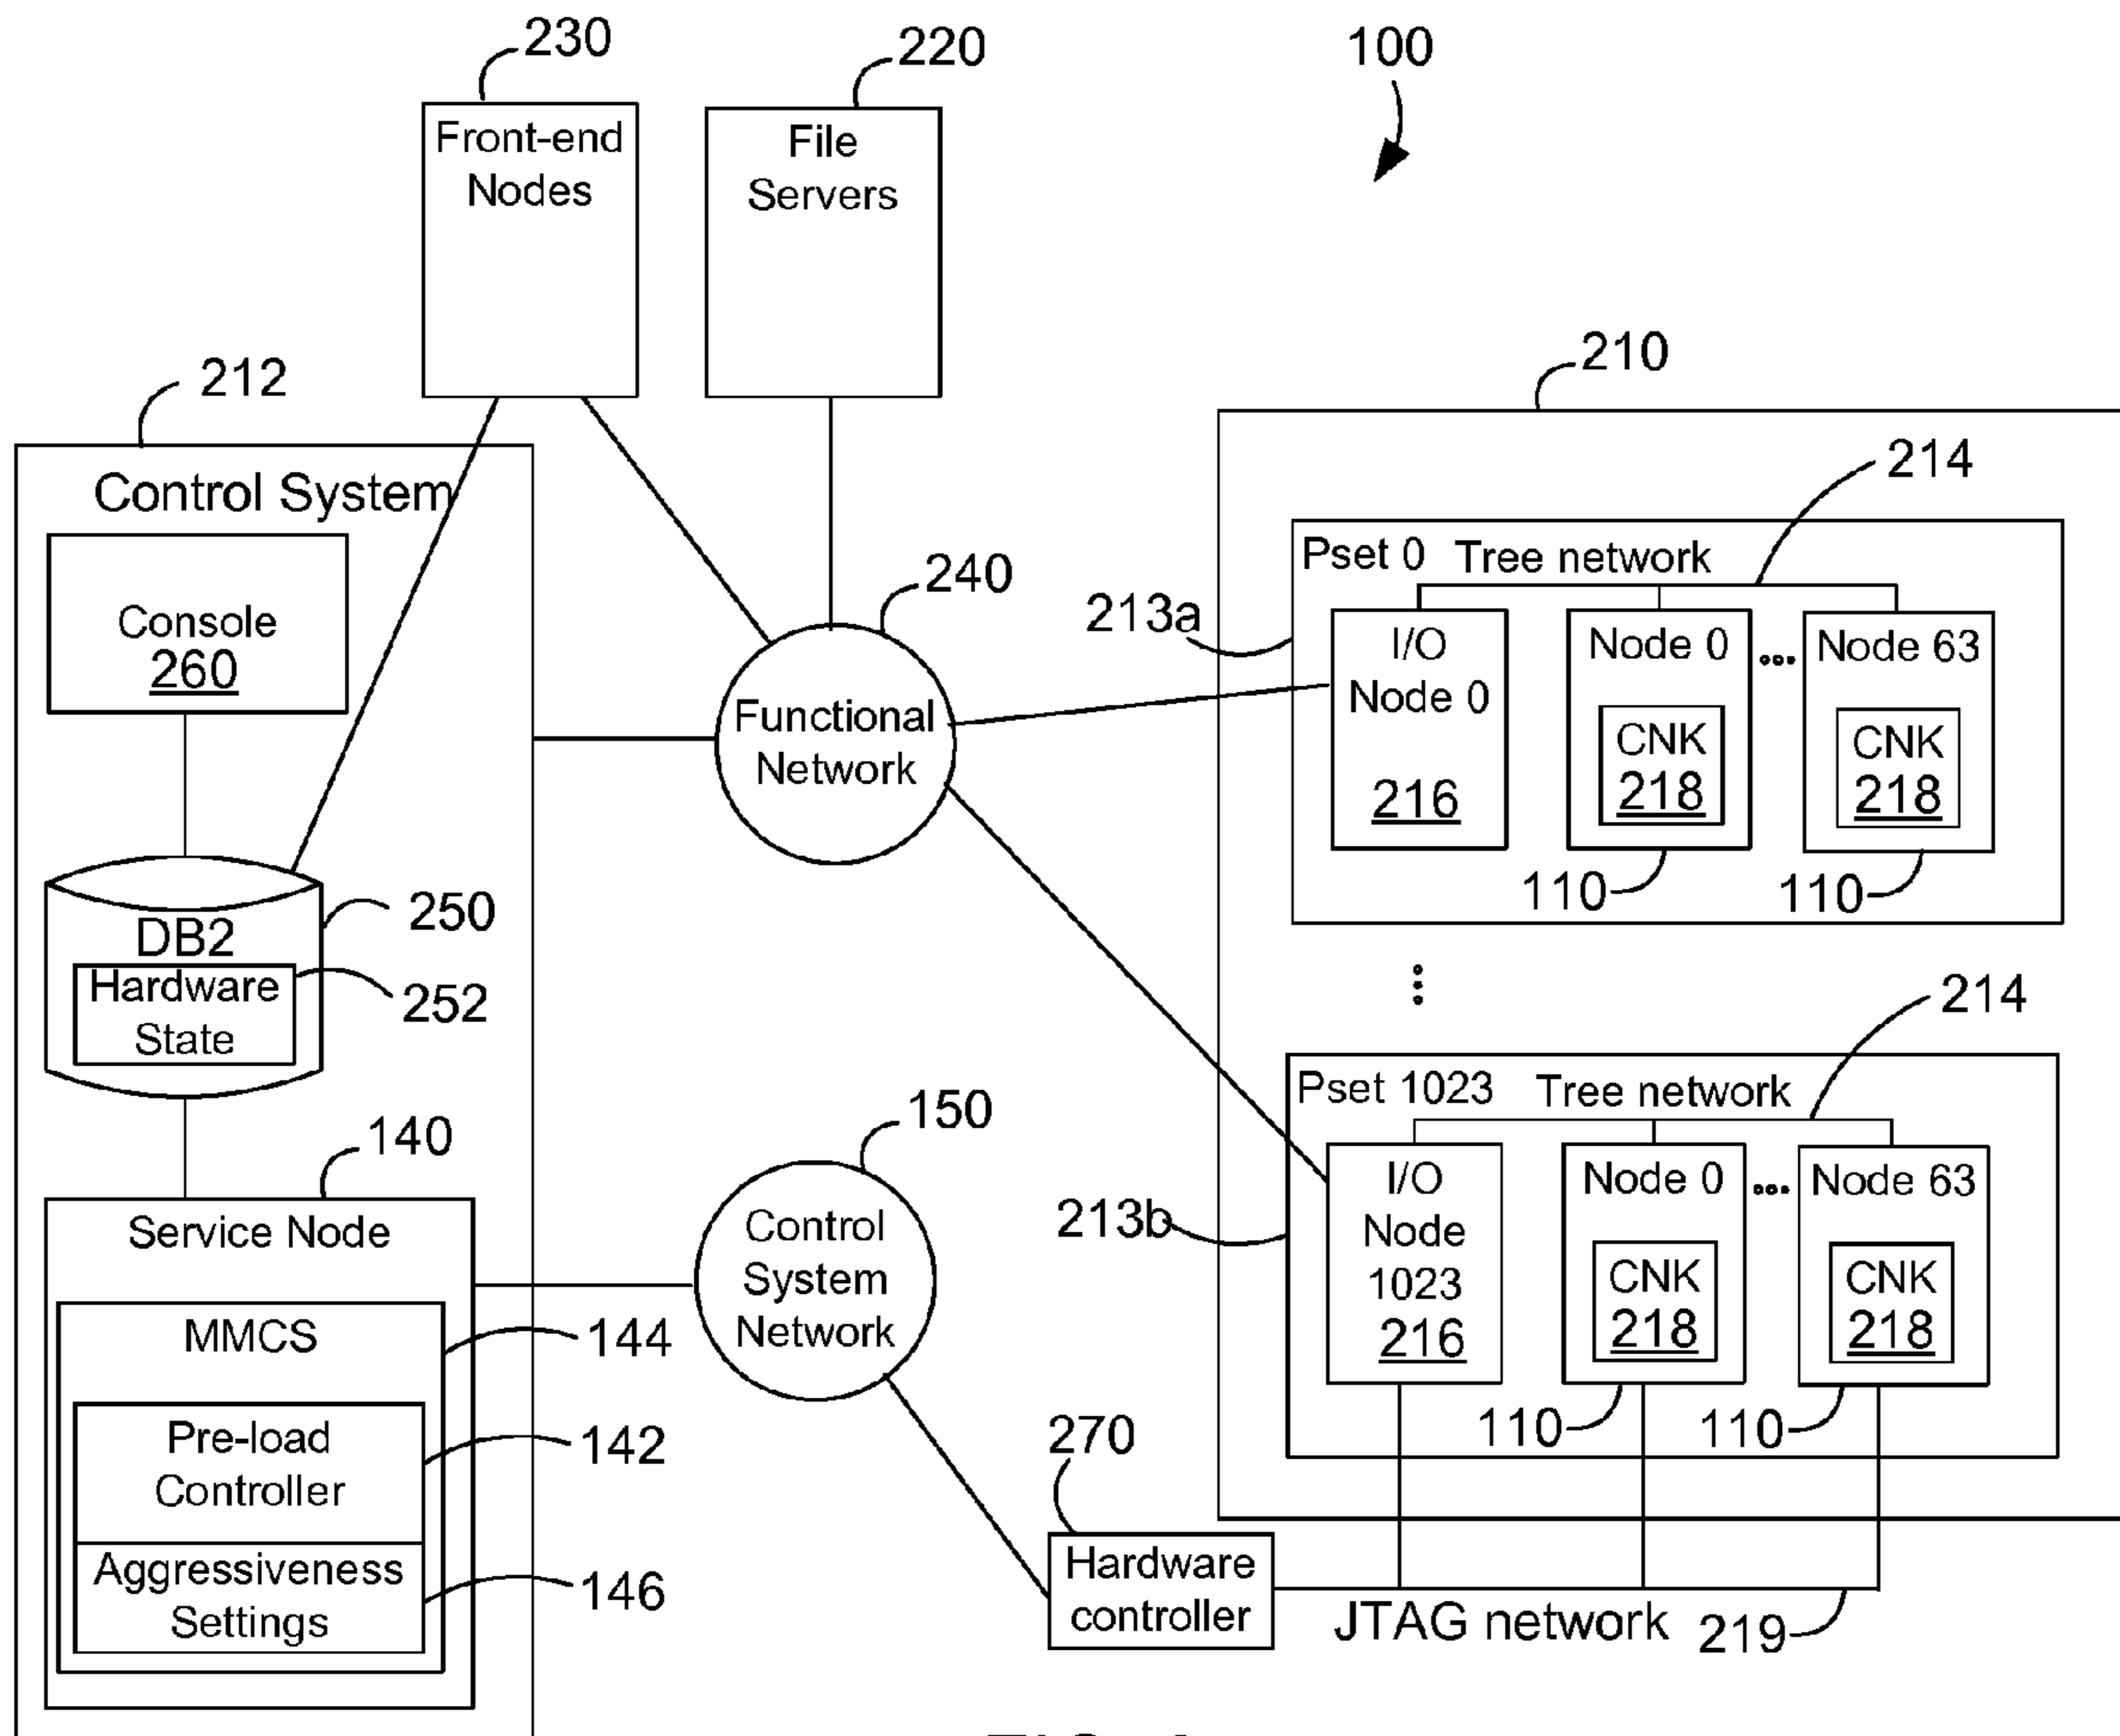 230
220
100
Front-end
Nodes
File
Servers
212
210
Control System
214
Console
260
240
213a
Pset 0
Tree network
Functional
Network
I/O
Node 0
216
Node 0
CNK
218
...
Node 63
CNK
218
110
110
250
DB2
Hardware
State
252
214
150
140
213b
Pset 1023
Tree network
Service Node
Control
System
Network
I/O
Node
1023
216
Node 0
CNK
218
...
Node 63
CNK
218
MMCS
144
110
110
Pre-load
Controller
142
270
Aggressiveness
Settings
146
Hardware
controller
JTAG network
219